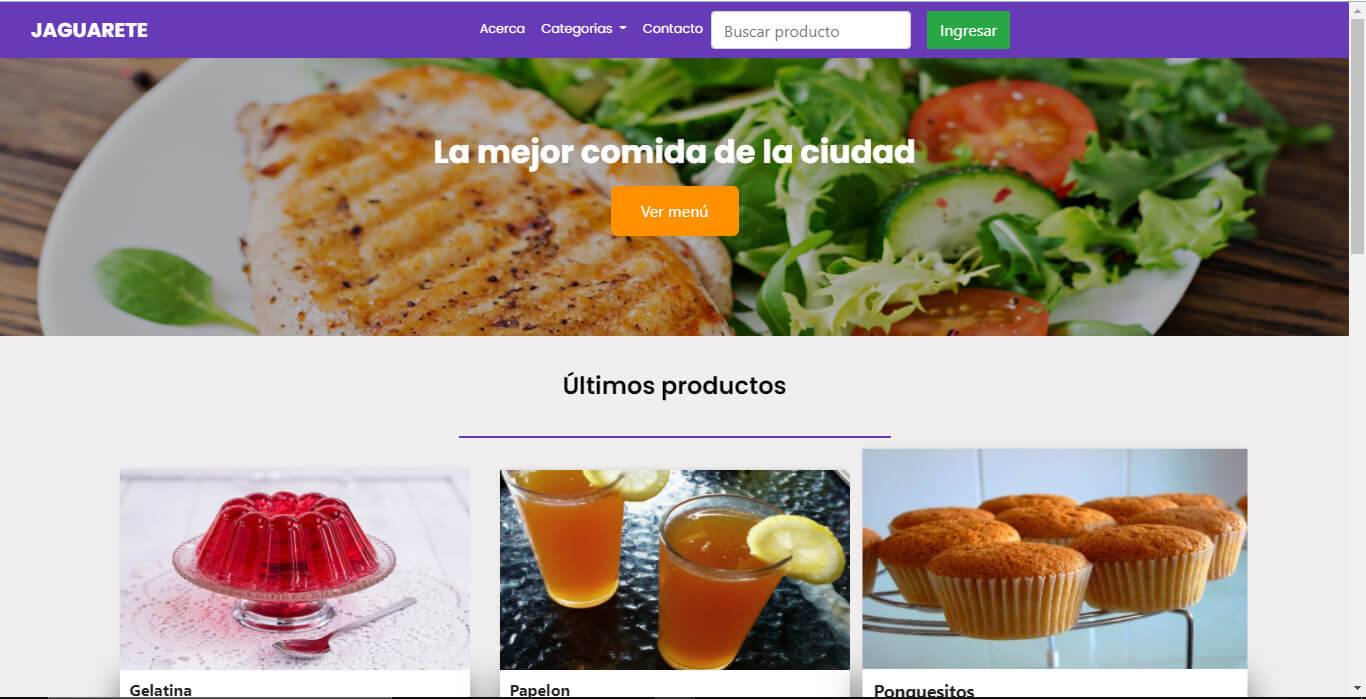 JAGUARETE
Acerca Categorías Contacto Buscar producto Ingresar
La mejor comida de la ciudad
Ver menú
Últimos productos
Gelatina
Papelon
Ponquesitos